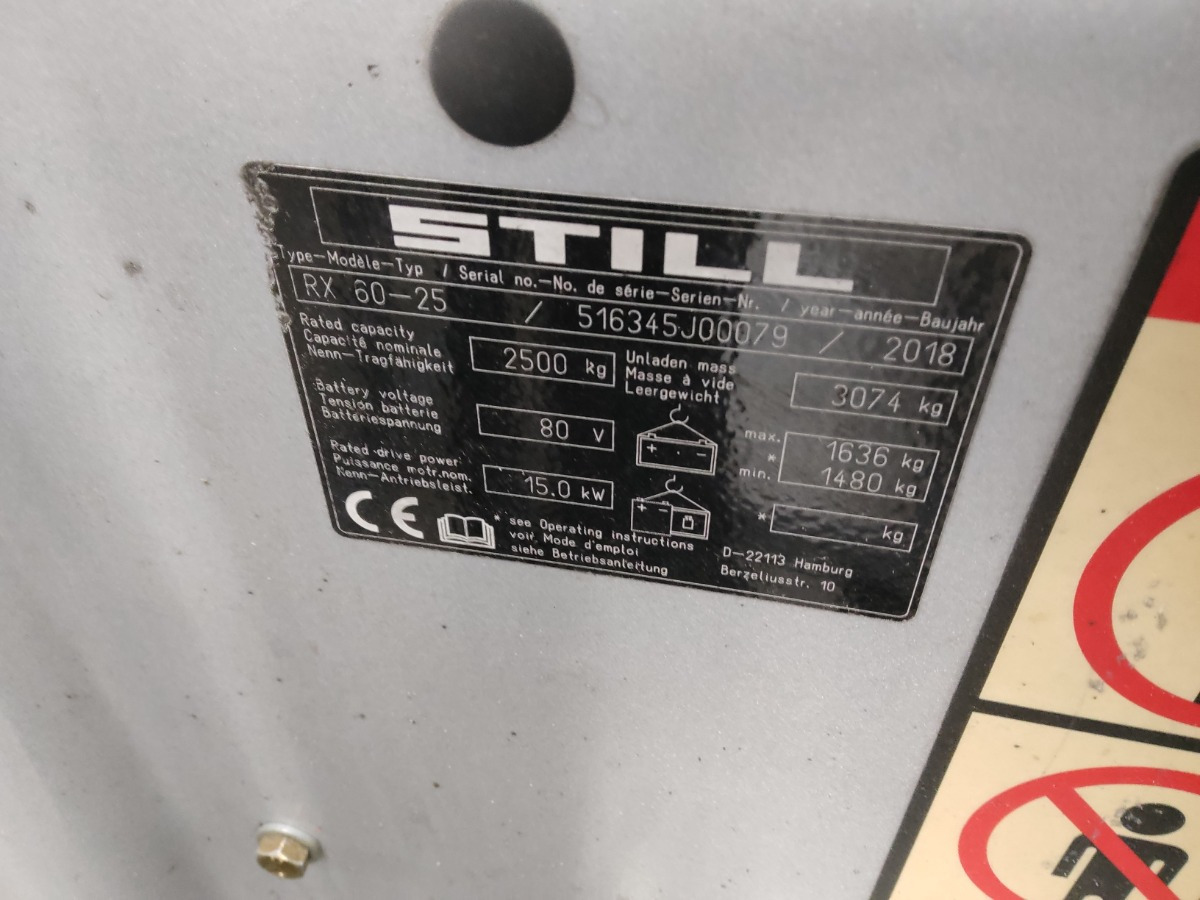 STILL
Type-Modèle-Typ / Serial no.-No. de série-Serien-Nr. / year-année-Baujahr
RX 60-25 / 516345J00079 / 2018
Rated capacity
Capacité nominale
Nenn-Tragfähigkeit
2500 kg
Unladen mass
Masse à vide
Leergewicht
3074 kg
Battery voltage
Tension batterie
Batteriespannung
80 V
max. 1636 kg
*
min. 1480 kg
Rated drive power
Puissance motr.nom.
Nenn-Antriebsleist.
15.0 kW
* kg
CE
* see Operating instructions
voir Mode d'emploi
siehe Betriebsanleitung
D-22113 Hamburg
Berzeliusstr. 10